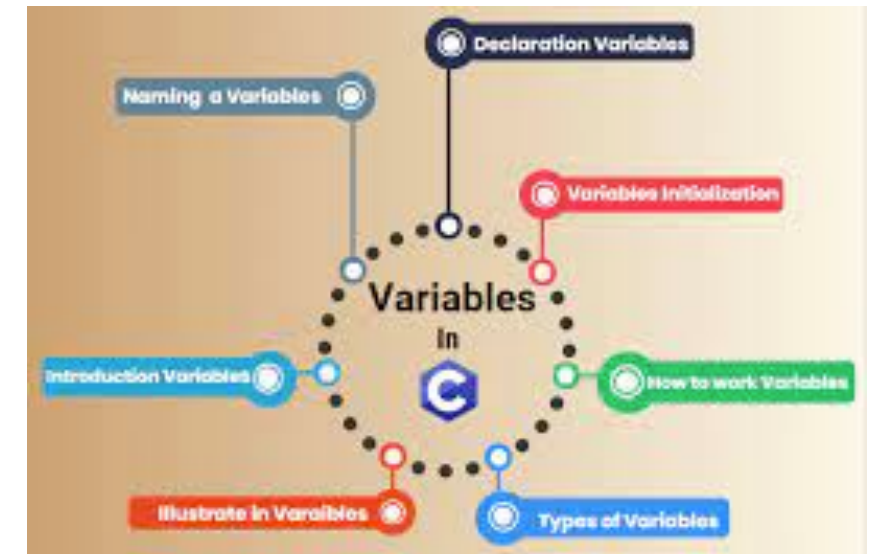 Declaration Variables
Naming a Variables
Variables Initialization
Variables
In
C
Introduction Variables
How to work Variables
Illustrate in Varaibles
Types of Variables